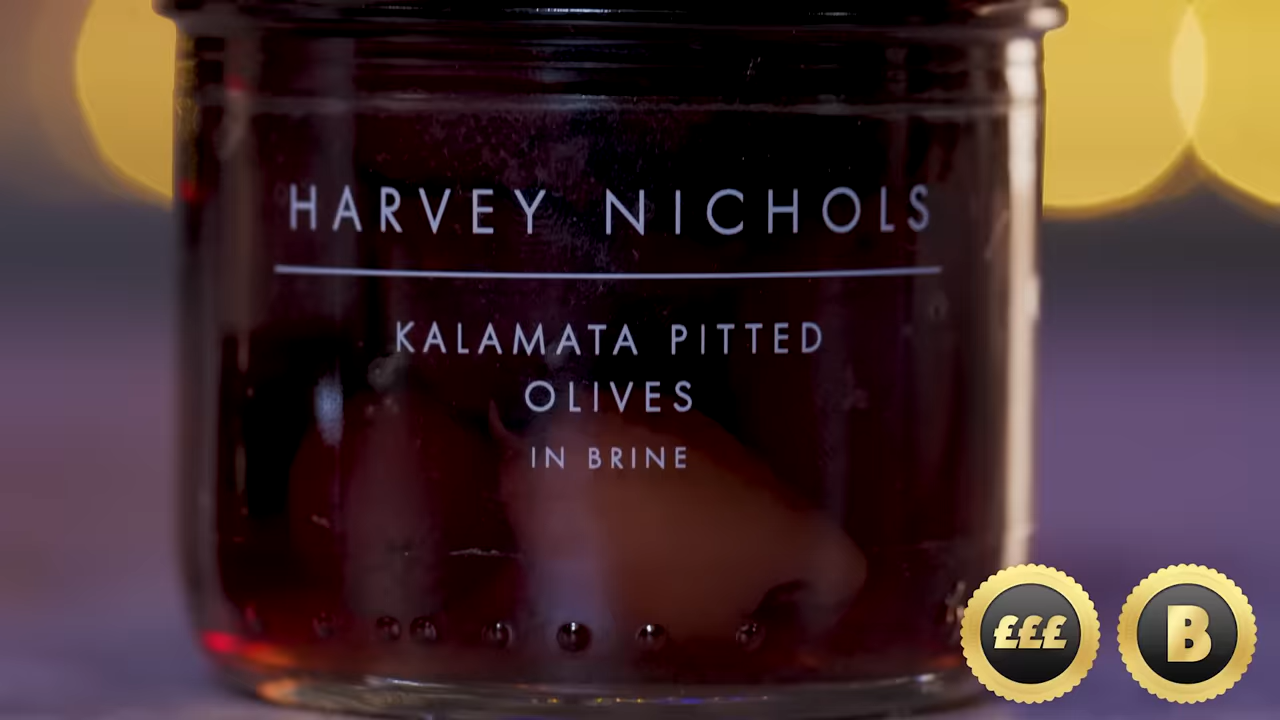 HARVEY NICHOLS
KALAMATA PITTED
OLIVES
IN BRINE
£££
B